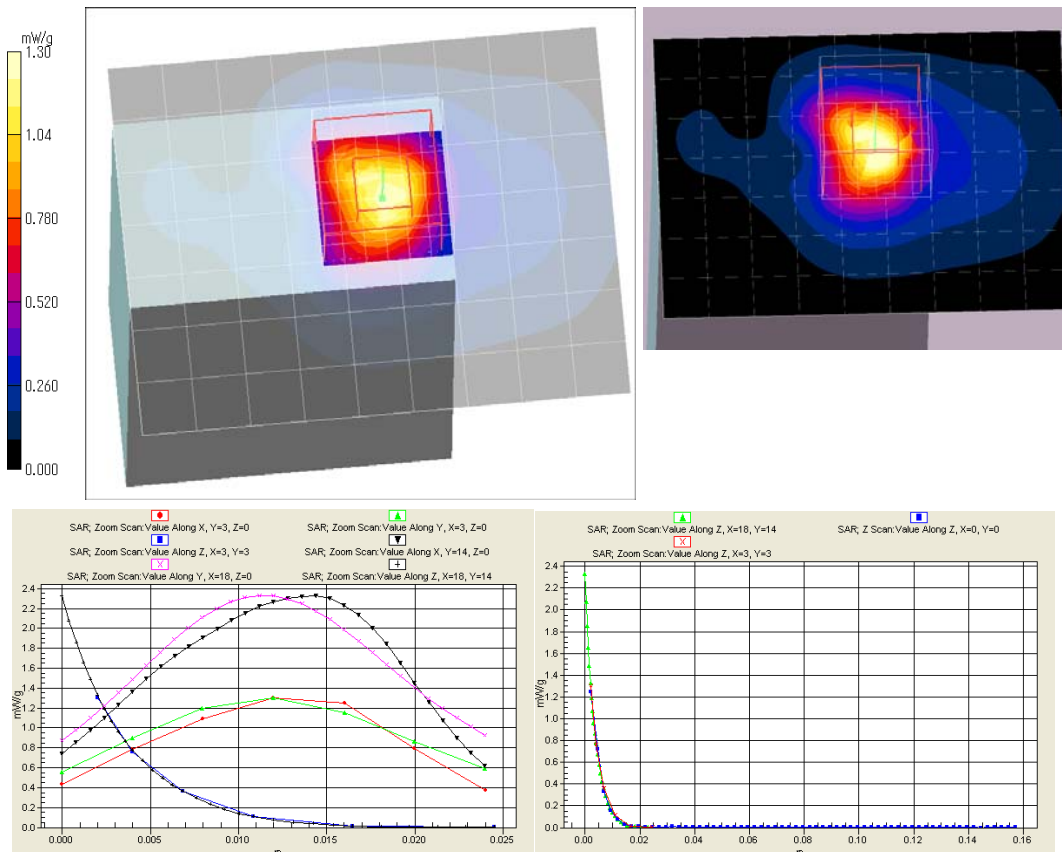 mW/g
1.30
1.04
0.780
0.520
0.260
0.000
SAR; Zoom Scan:Value Along X, Y=3, Z=0
SAR; Zoom Scan:Value Along Y, X=3, Z=0
SAR; Zoom Scan:Value Along Z, X=3, Y=3
SAR; Zoom Scan:Value Along X, Y=14, Z=0
SAR; Zoom Scan:Value Along Y, X=18, Z=0
SAR; Zoom Scan:Value Along Z, X=18, Y=14
2.4
2.2
2.0
1.8
1.6
1.4
1.2
1.0
0.8
0.6
0.4
0.2
0.0
mW/g
0.000 0.005 0.010 0.015 0.020 0.025
SAR; Zoom Scan:Value Along Z, X=18, Y=14
SAR; Z Scan:Value Along Z, X=0, Y=0
SAR; Zoom Scan:Value Along Z, X=3, Y=3
2.4
2.2
2.0
1.8
1.6
1.4
1.2
1.0
0.8
0.6
0.4
0.2
0.0
mW/g
0.00 0.02 0.04 0.06 0.08 0.10 0.12 0.14 0.16